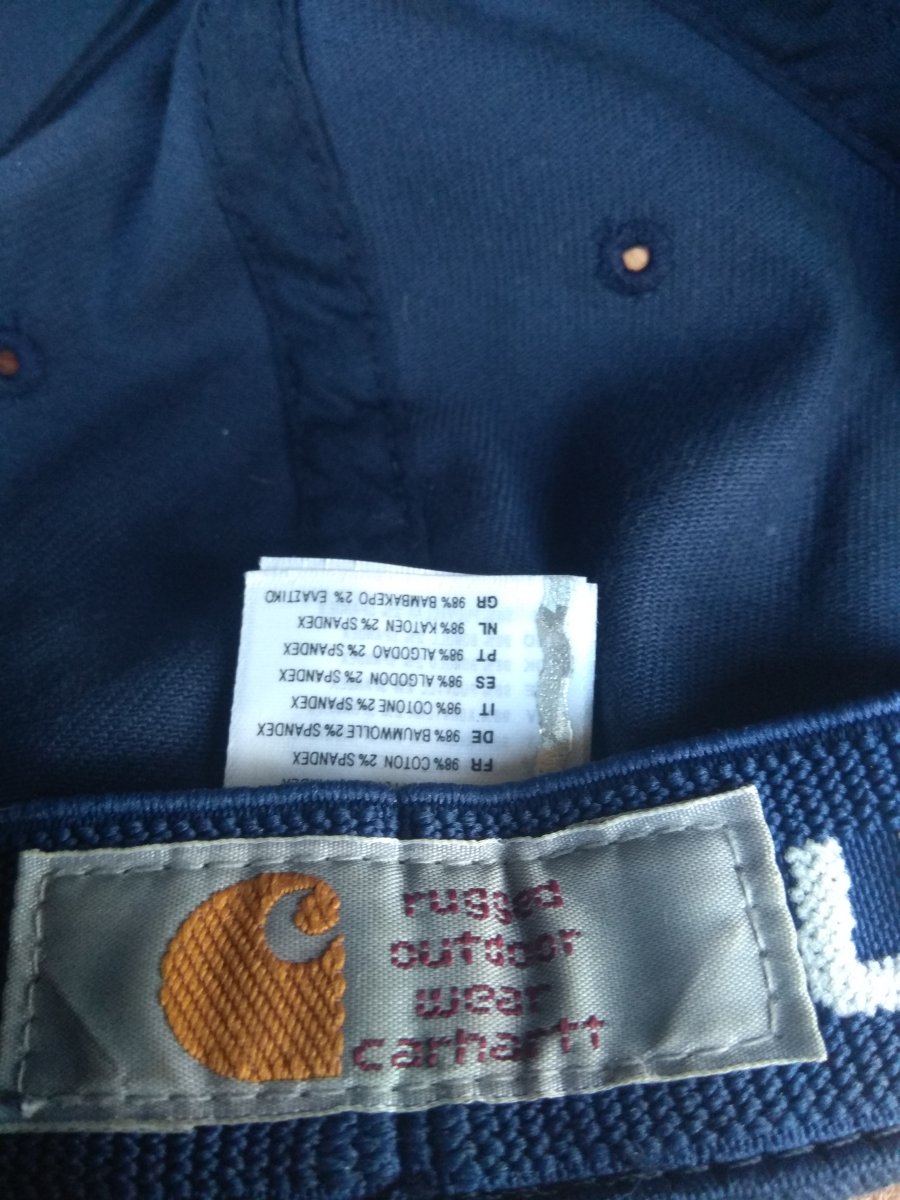 98% COTON 2% SPANDEX FR
98% BAUMWOLLE 2% SPANDEX DE
98% COTONE 2% SPANDEX IT
98% ALGODON 2% SPANDEX ES
98% ALGODAO 2% SPANDEX PT
98% KATOEN 2% SPANDEX NL
98% ΒΑΜΒΑΚΕΡΟ 2% ΕΛΑΣΤΙΚΟ GR
rugged
outdoor
wear
carhartt
L